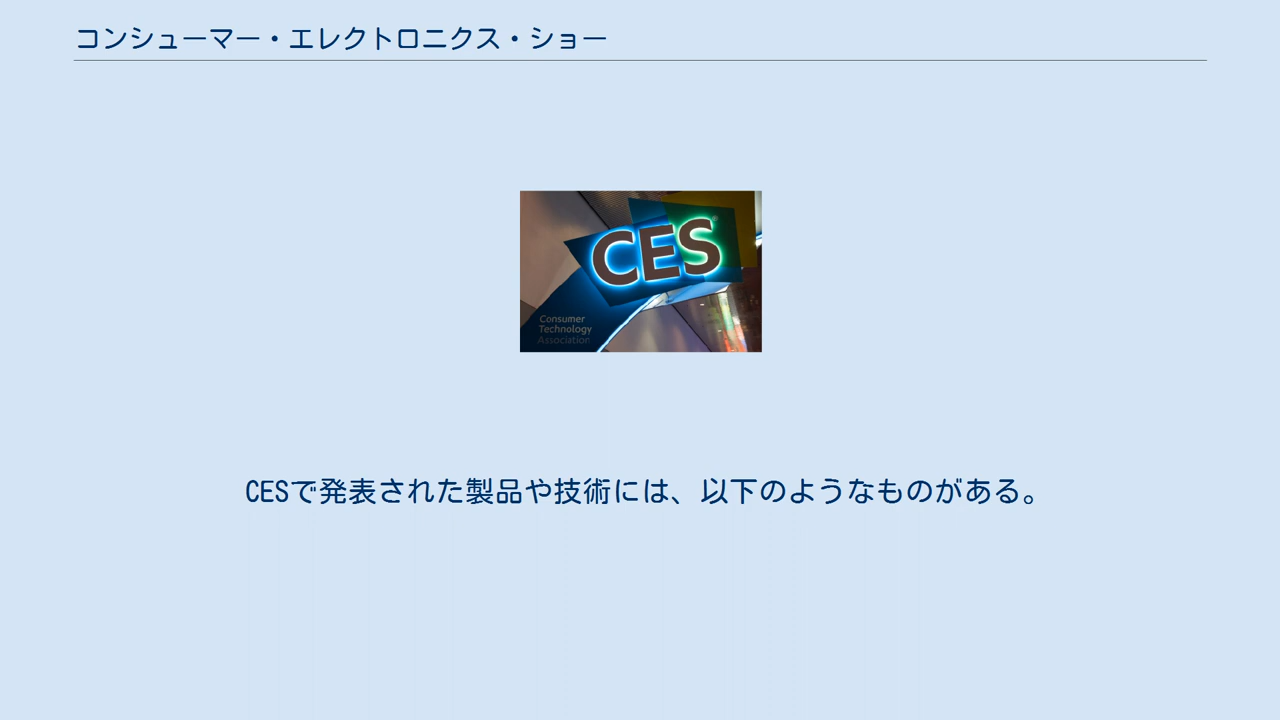 コンシューマー・エレクトロニクス・ショー
CES®
Consumer
Technology
Association
CESで発表された製品や技術には、以下のようなものがある。